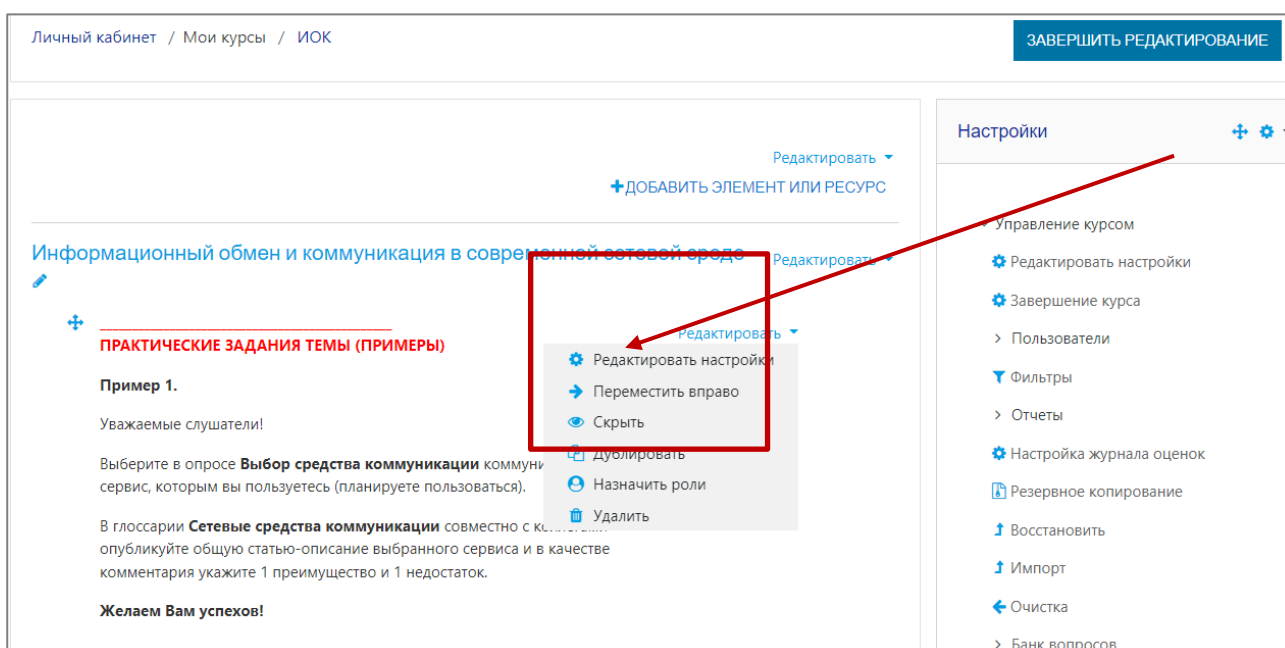 Личный кабинет / Мои курсы / ИОК
ЗАВЕРШИТЬ РЕДАКТИРОВАНИЕ
Редактировать
ДОБАВИТЬ ЭЛЕМЕНТ ИЛИ РЕСУРС
Информационный обмен и коммуникация в современной сетевой среде
Редактировать
Редактировать
ПРАКТИЧЕСКИЕ ЗАДАНИЯ ТЕМЫ (ПРИМЕРЫ)
Пример 1.
Уважаемые слушатели!
Выберите в опросе Выбор средства коммуникации
сервис, которым вы пользуетесь (планируете пользоваться).
В глоссарии Сетевые средства коммуникации совместно с
опубликуйте общую статью-описание выбранного сервиса и в качестве
комментария укажите 1 преимущество и 1 недостаток.
Желаем Вам успехов!
Редактировать настройки
Переместить вправо
Скрыть
Дублировать
Назначить роли
Удалить
Настройки
Управление курсом
Редактировать настройки
Завершение курса
Пользователи
Фильтры
Отчеты
Настройка журнала оценок
Резервное копирование
Восстановить
Импорт
Очистка
Банк вопросов